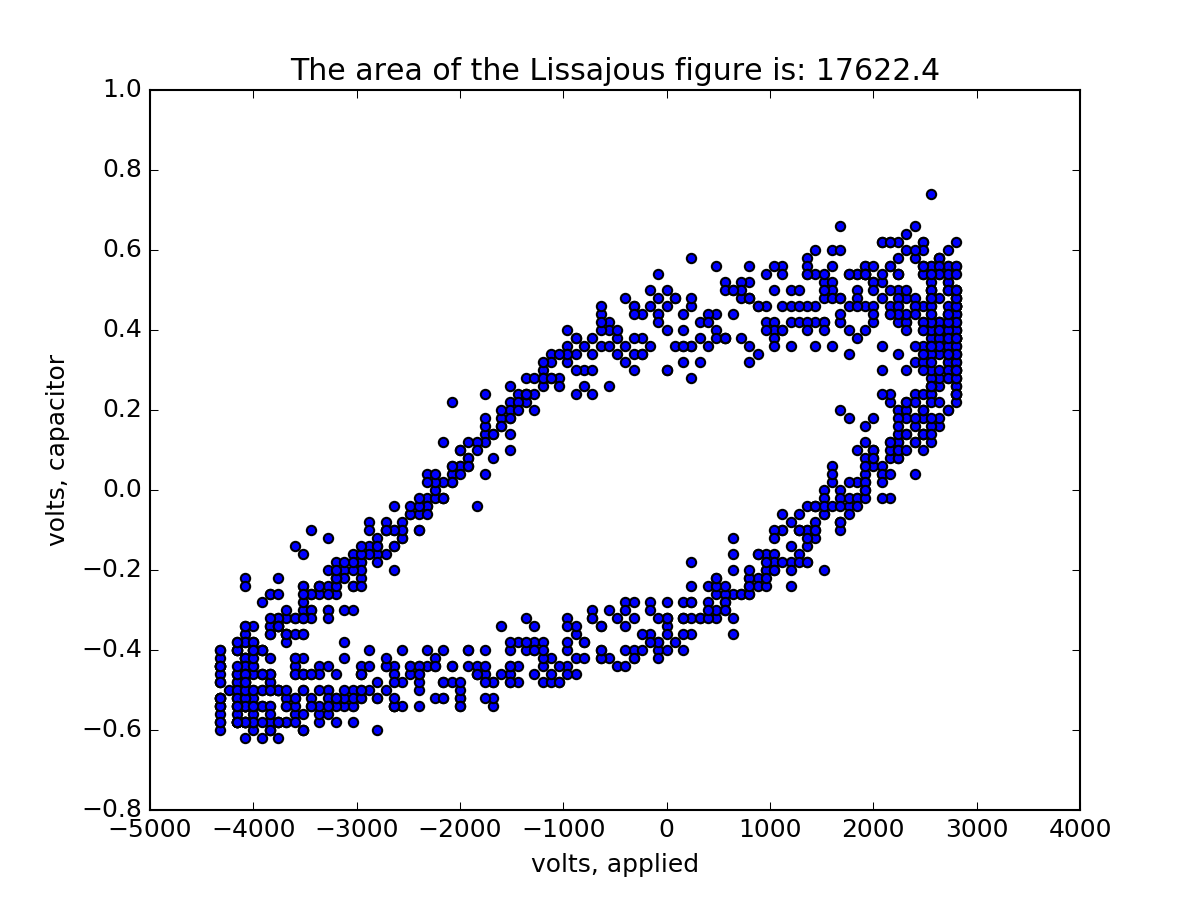 The area of the Lissajous figure is: 17622.4
1.0
0.8
0.6
0.4
0.2
0.0
−0.2
−0.4
−0.6
−0.8
volts, capacitor
−5000 −4000 −3000 −2000 −1000 0 1000 2000 3000 4000
volts, applied